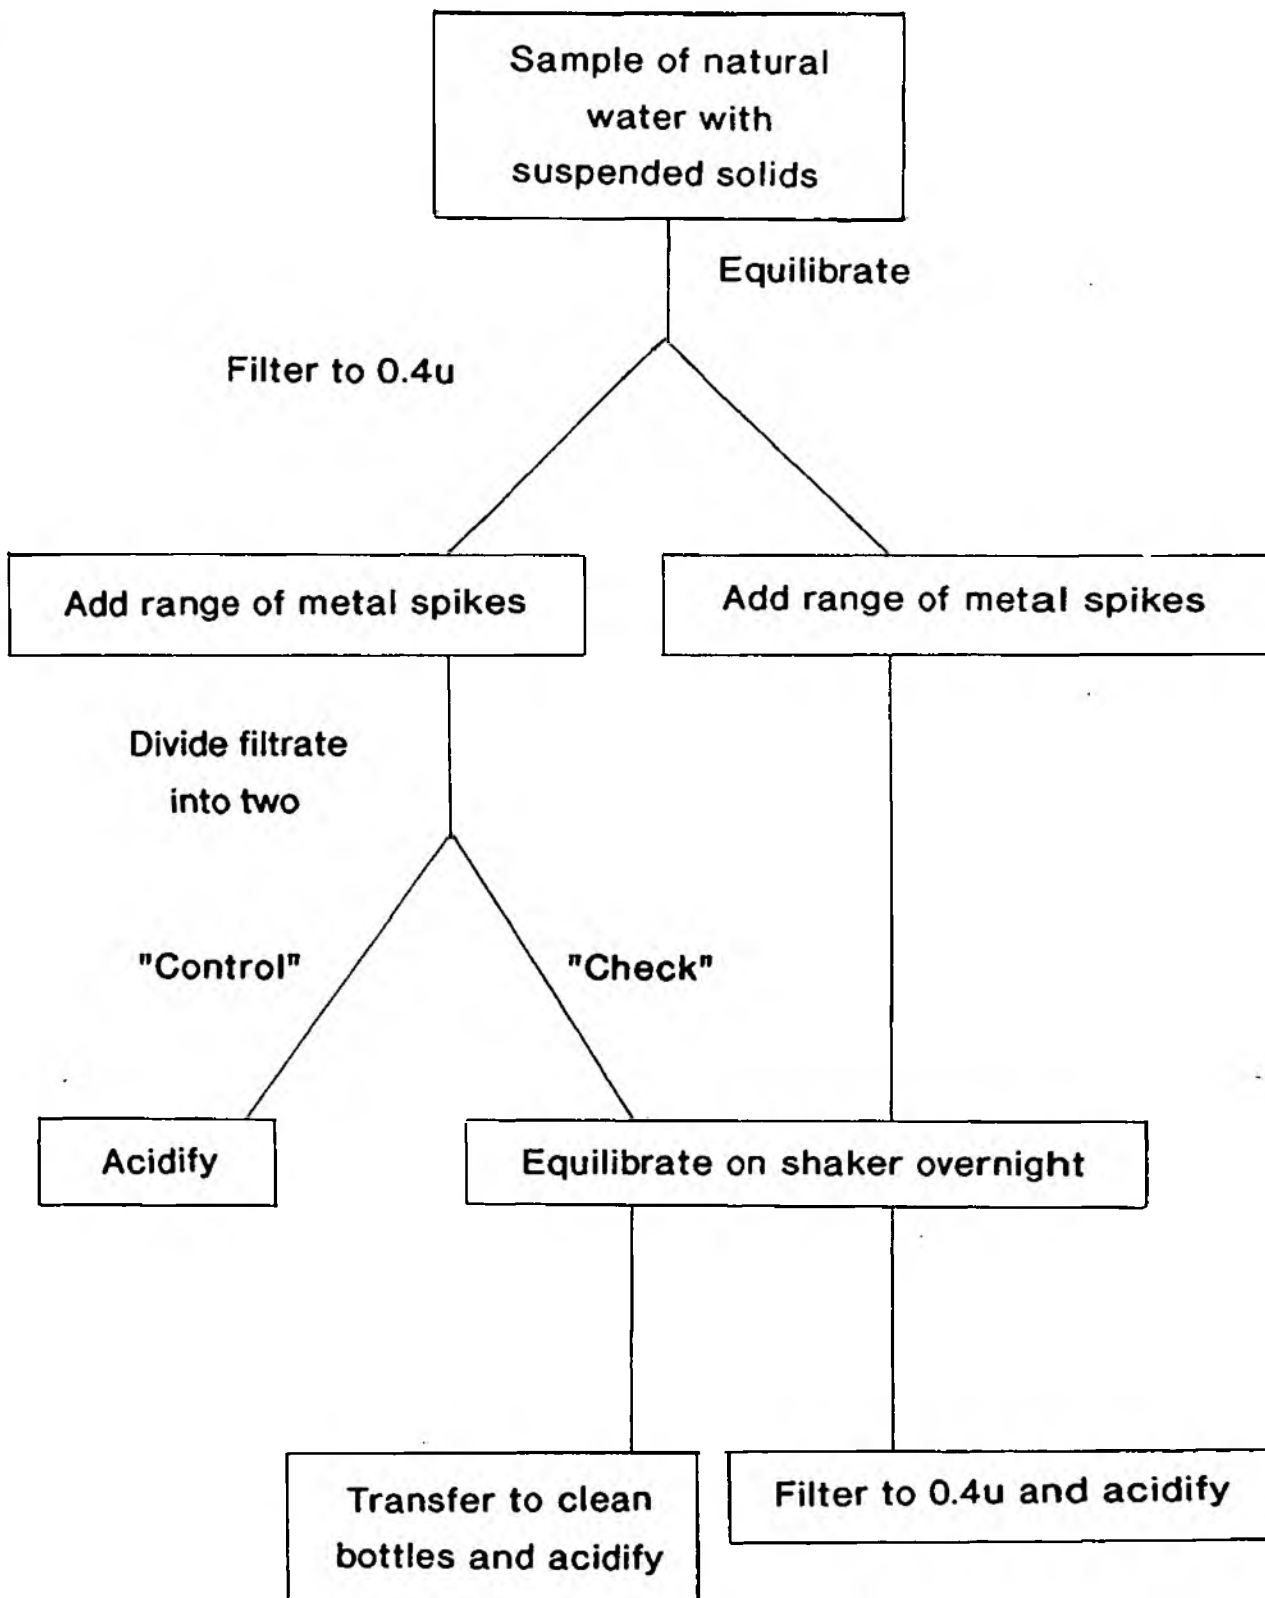 Sample of natural
water with
suspended solids
Equilibrate
Filter to 0.4u
Add range of metal spikes
Add range of metal spikes
Divide filtrate
into two
"Control"
"Check"
Acidify
Equilibrate on shaker overnight
Transfer to clean
bottles and acidify
Filter to 0.4u and acidify